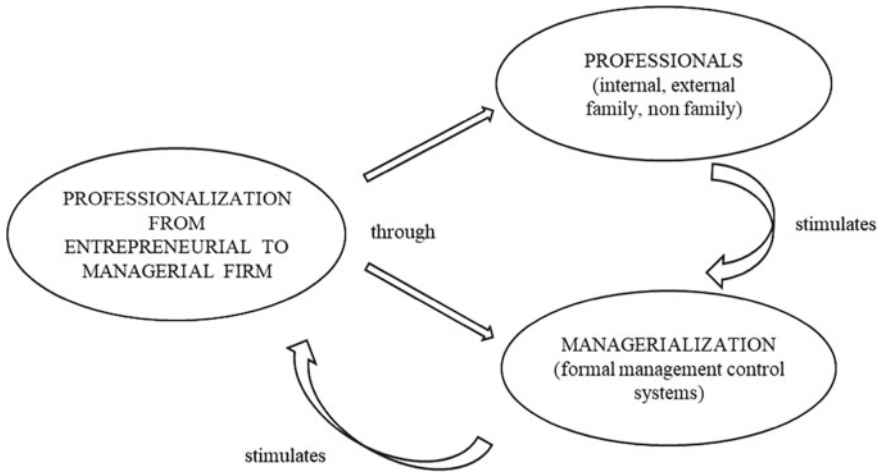 PROFESSIONALS
(internal, external
family, non family)
PROFESSIONALIZATION
FROM
ENTREPRENEURIAL TO
MANAGERIAL FIRM
through
stimulates
MANAGERIALIZATION
(formal management control
systems)
stimulates